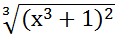 ∛(x³ + 1)²